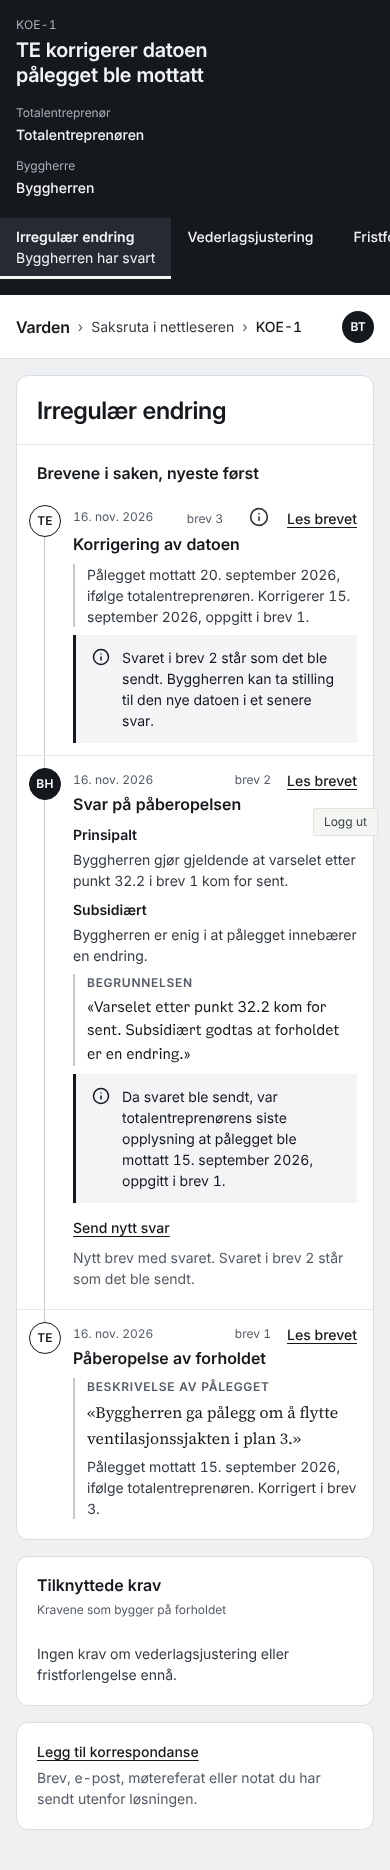 KOE-1
TE korrigerer datoen
pålegget ble mottatt
Totalentreprenør
Totalentreprenøren
Byggherre
Byggherren
Irregulær endring
Byggherren har svart
Vederlagsjustering
Varden › Saksruta i nettleseren › KOE-1
BT
Irregulær endring
Brevene i saken, nyeste først
TE
16. nov. 2026 brev 3 Les brevet
Korrigering av datoen
Pålegget mottatt 20. september 2026,
ifølge totalentreprenøren. Korrigerer 15.
september 2026, oppgitt i brev 1.
Svaret i brev 2 står som det ble
sendt. Byggherren kan ta stilling
til den nye datoen i et senere
svar.
BH
16. nov. 2026 brev 2 Les brevet
Svar på påberopelsen
Logg ut
Prinsipalt
Byggherren gjør gjeldende at varselet etter
punkt 32.2 i brev 1 kom for sent.
Subsidiært
Byggherren er enig i at pålegget innebærer
en endring.
BEGRUNNELSEN
«Varselet etter punkt 32.2 kom for
sent. Subsidiært godtas at forholdet
er en endring.»
Da svaret ble sendt, var
totalentreprenørens siste
opplysning at pålegget ble
mottatt 15. september 2026,
oppgitt i brev 1.
Send nytt svar
Nytt brev med svaret. Svaret i brev 2 står
som det ble sendt.
TE
16. nov. 2026 brev 1 Les brevet
Påberopelse av forholdet
BESKRIVELSE AV PÅLEGGET
«Byggherren ga pålegg om å flytte
ventilasjonssjakten i plan 3.»
Pålegget mottatt 15. september 2026,
ifølge totalentreprenøren. Korrigert i brev
3.
Tilknyttede krav
Kravene som bygger på forholdet
Ingen krav om vederlagsjustering eller
fristforlengelse ennå.
Legg til korrespondanse
Brev, e-post, møtereferat eller notat du har
sendt utenfor løsningen.